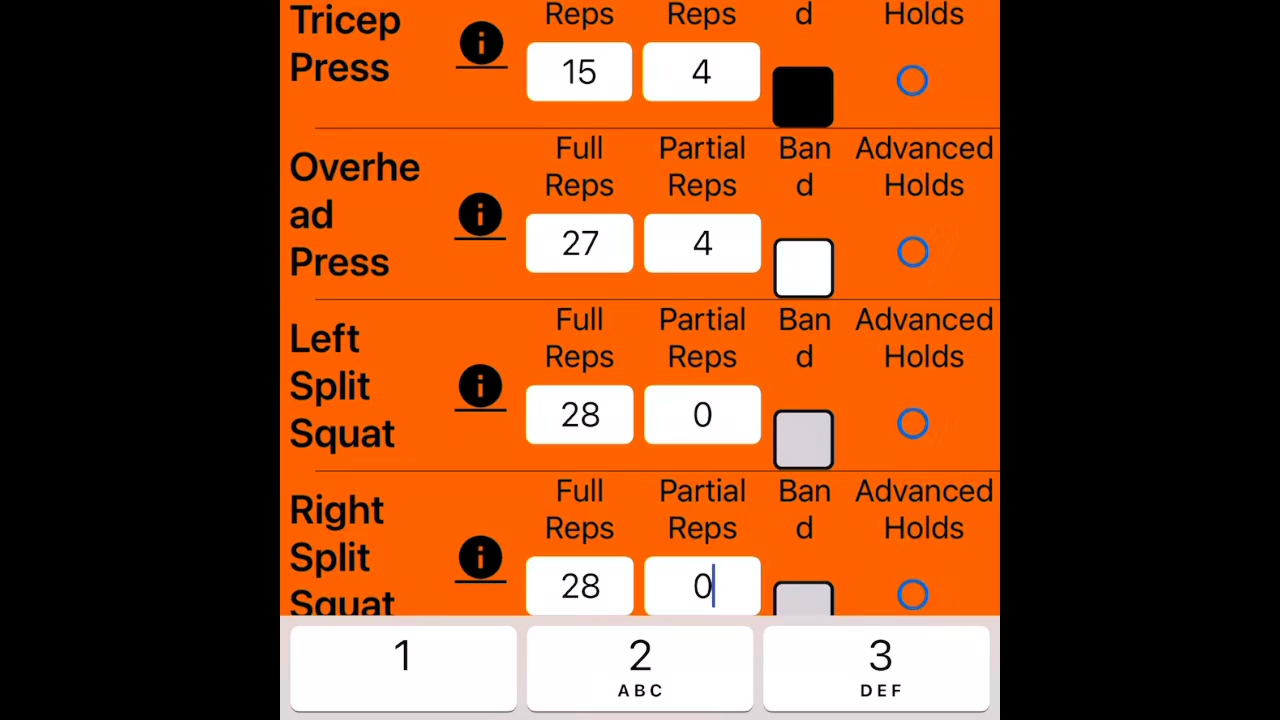 Tricep
Press
Reps
Reps
d
Holds
15
4
Overhe
ad
Press
Full
Reps
Partial
Reps
Ban
d
Advanced
Holds
27
4
Left
Split
Squat
Full
Reps
Partial
Reps
Ban
d
Advanced
Holds
28
0
Right
Split
Squat
Full
Reps
Partial
Reps
Ban
d
Advanced
Holds
28
0
1
2
ABC
3
DEF